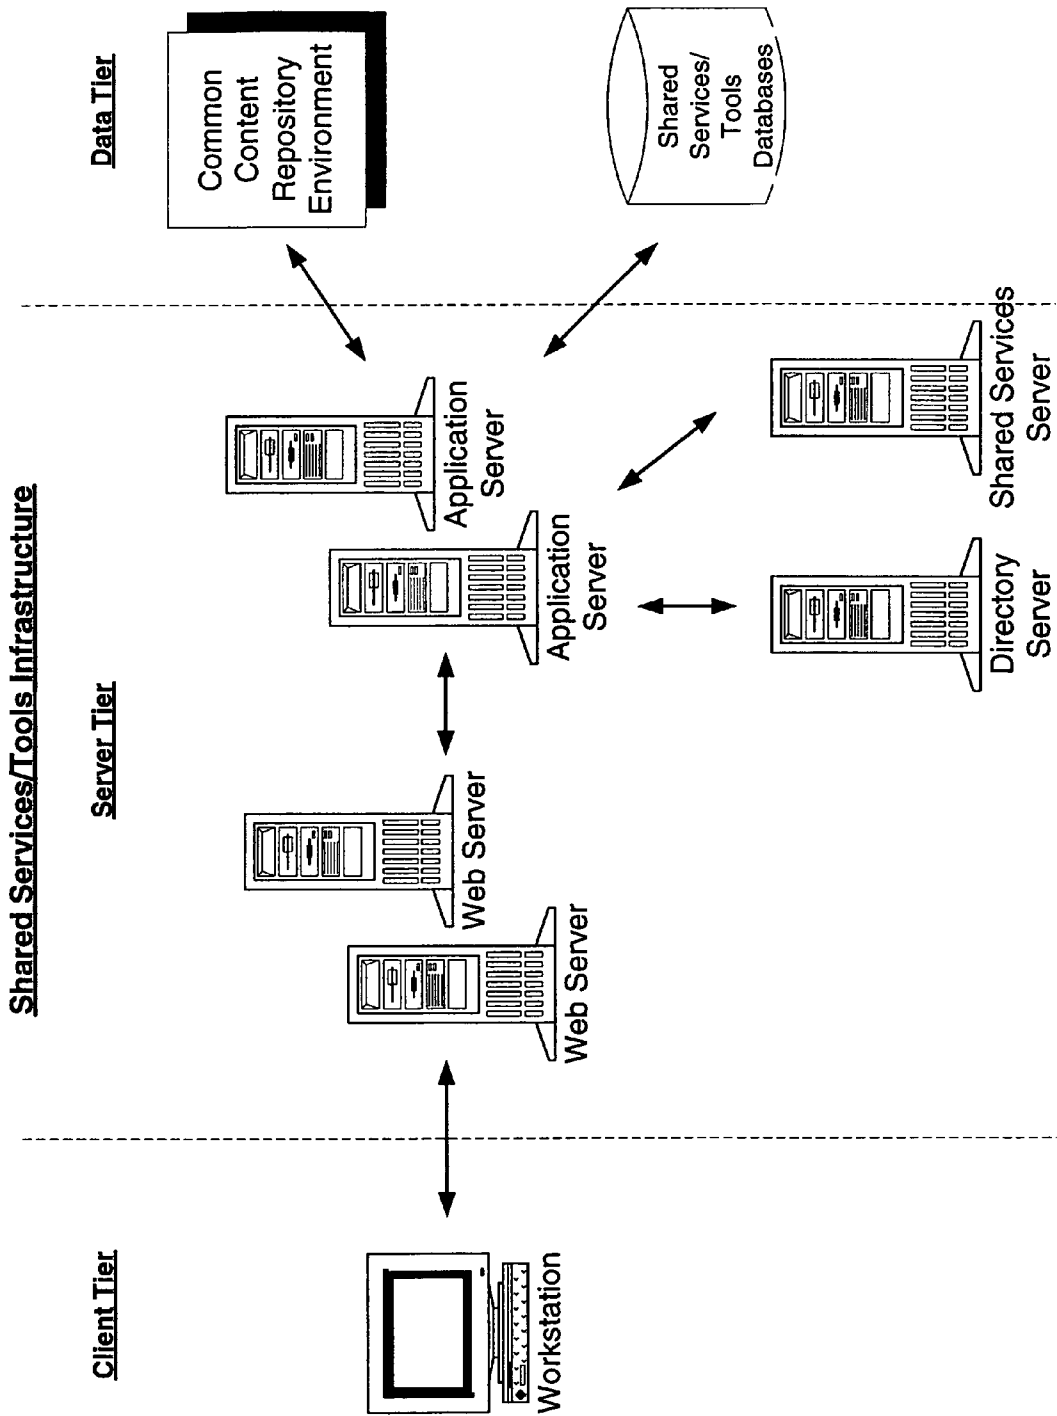 Shared Services/Tools Infrastructure
Client Tier
Server Tier
Data Tier
Workstation
Web Server
Web Server
Application
Server
Application
Server
Directory
Server
Shared Services
Server
Common
Content
Repository
Environment
Shared
Services/
Tools
Databases